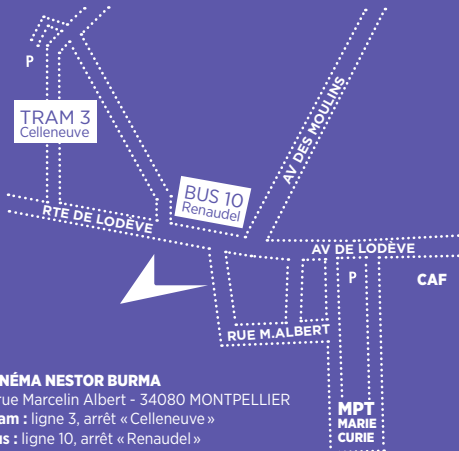 P
TRAM 3
Celleneuve
AV DES MOULINS
BUS 10
Renaudel
RTE DE LODÈVE
AV DE LODÈVE
P
CAF
RUE M.ALBERT
MPT
MARIE
CURIE
NÉMA NESTOR BURMA
rue Marcelin Albert - 34080 MONTPELLIER
am : ligne 3, arrêt « Celleneuve »
us : ligne 10, arrêt « Renaudel »